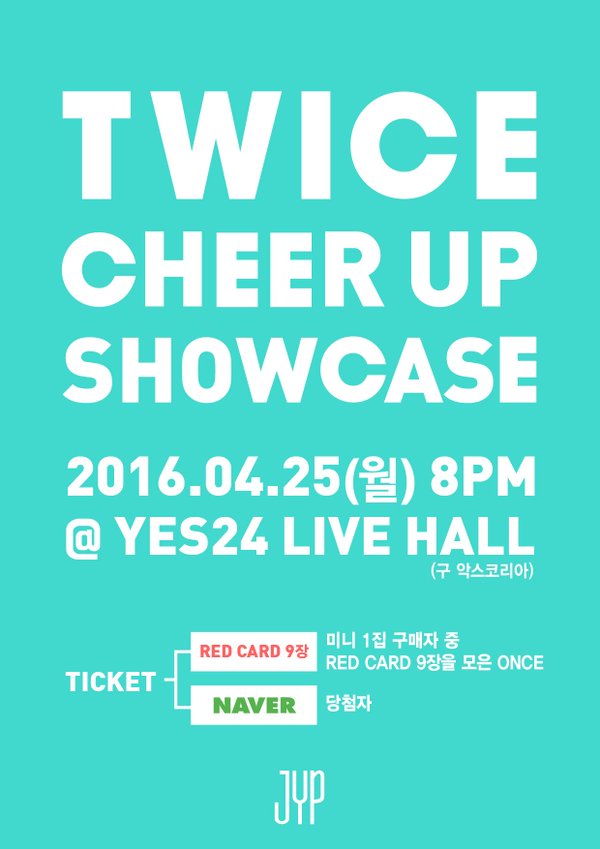 TWICE
CHEER UP
SHOWCASE
2016.04.25(월) 8PM
@ YES24 LIVE HALL
(구 악스코리아)
TICKET
RED CARD 9장
미니 1집 구매자 중
RED CARD 9장을 모은 ONCE
NAVER
당첨자
JYP